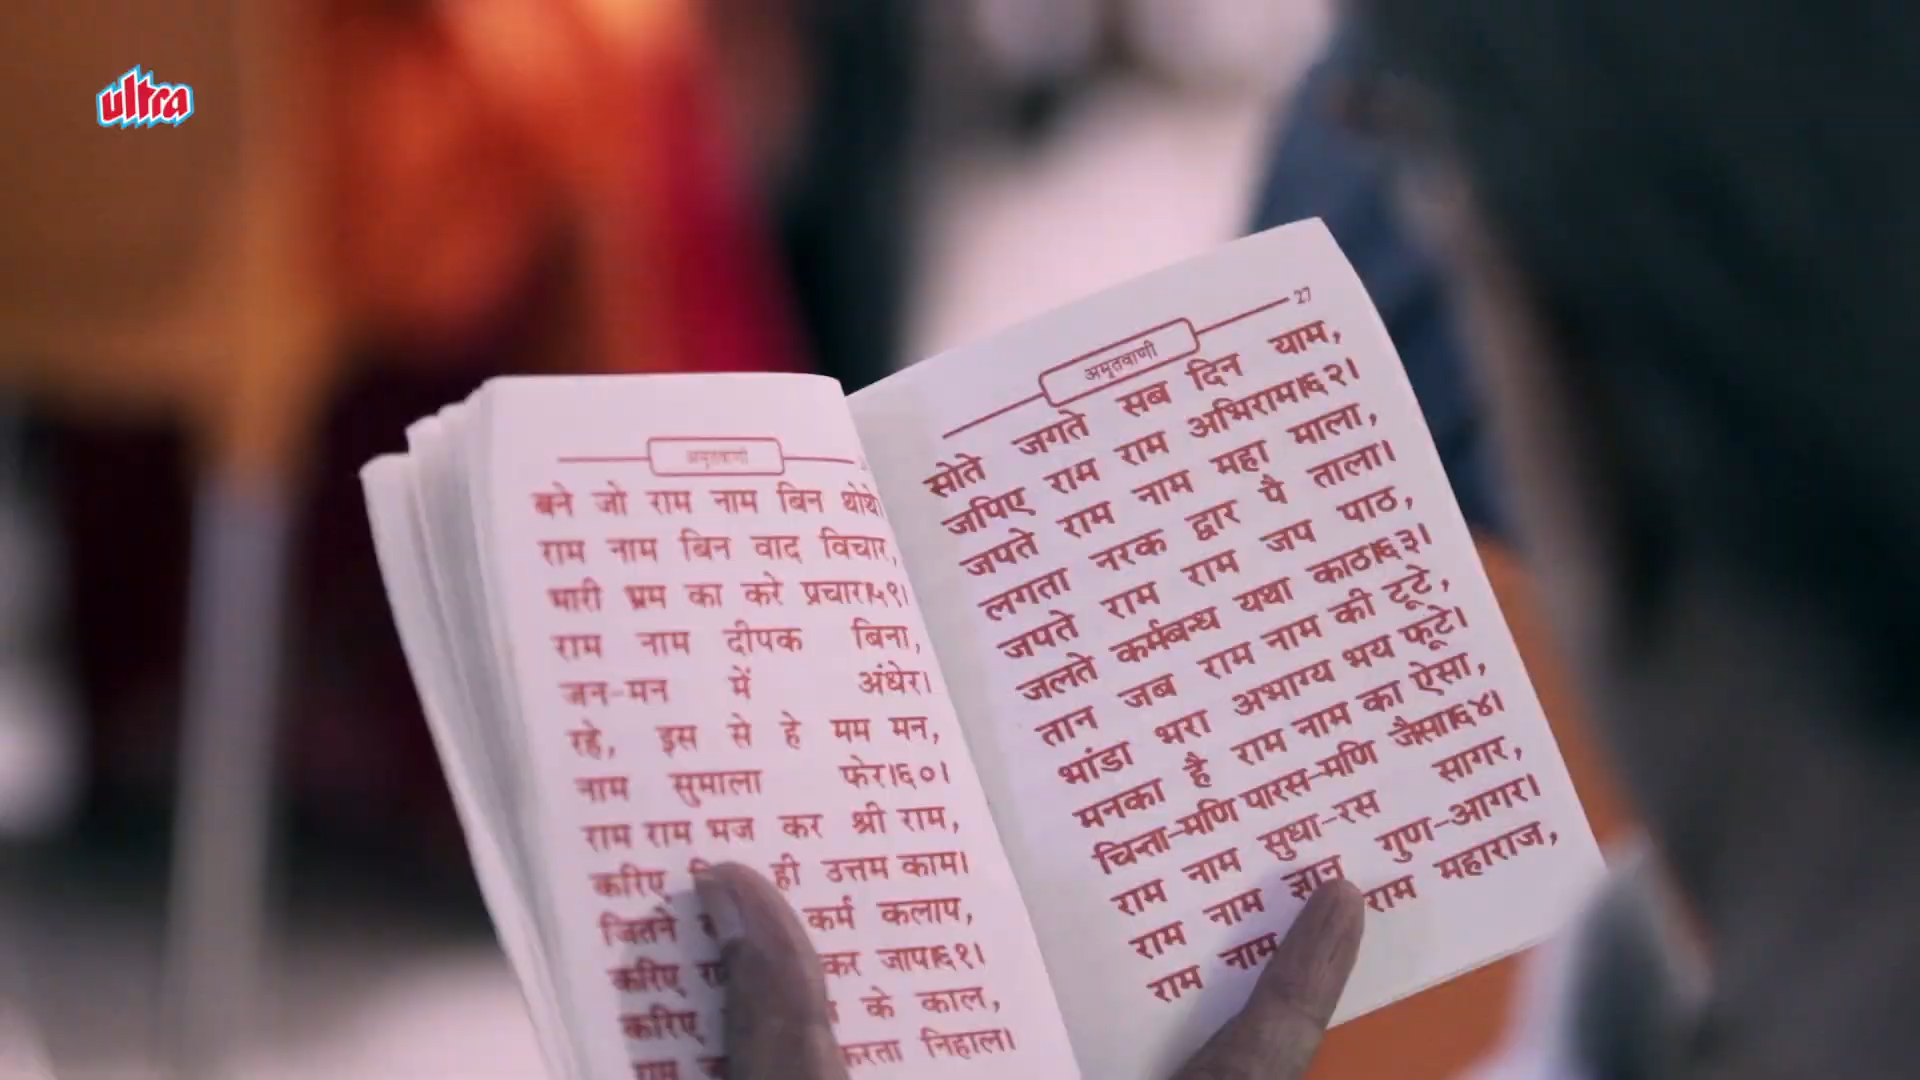 ultra
अमृतवाणी
बने जो राम नाम बिन थोथे।
राम नाम बिन वाद विचार,
भारी भ्रम का करे प्रचार।५९।
राम नाम दीपक बिना,
जन-मन में अंधेर।
रहे, इस से हे मम मन,
नाम सुमाला फेर।६०।
राम राम भज कर श्री राम,
करिए ही उत्तम काम।
जितने कर्म कलाप,
करिए कर जाप।६१।
करिए के काल,
राम करता निहाल।
27
अमृतवाणी
सोते जगते सब दिन याम,
जपिए राम राम अभिराम।६२।
जपते राम नाम महा माला,
लगता नरक द्वार पै ताला।
जपते राम राम जप पाठ,
जलते कर्मबन्ध यथा काठ।६३।
तान जब राम नाम की टूटे,
भांडा भरा अभाग्य भय फूटे।
मनका है राम नाम का ऐसा,
चिन्ता-मणि पारस-मणि जैसा।६४।
राम नाम सुधा-रस सागर,
राम नाम ज्ञान गुण-आगर।
राम नाम राम महाराज,